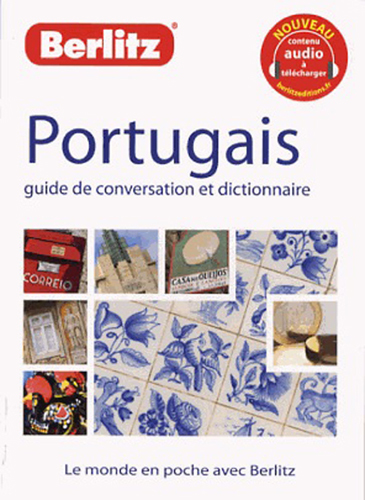 Berlitz®
NOUVEAU
contenu
audio
à
télécharger
berlitzeditions.fr
Portugais
guide de conversation et dictionnaire
CORREIO
CASA DOS QUEIJOS
Le monde en poche avec Berlitz